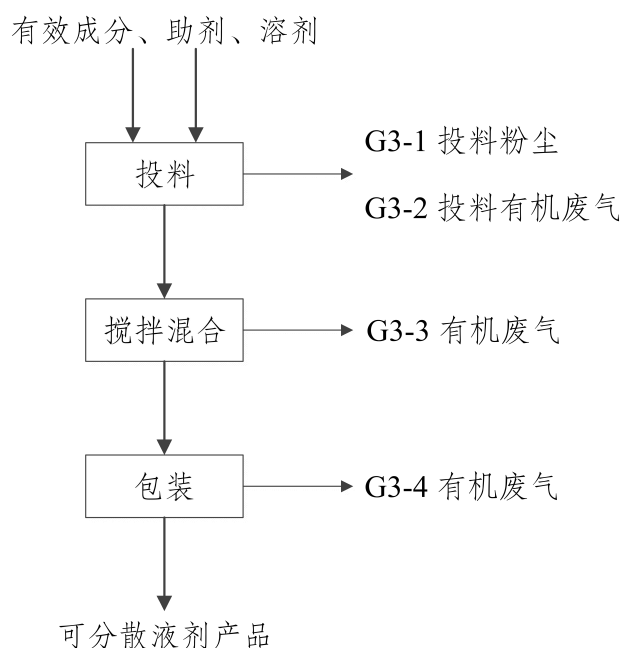 有效成分、助剂、溶剂
投料
G3-1 投料粉尘
G3-2 投料有机废气
搅拌混合
G3-3 有机废气
包装
G3-4 有机废气
可分散液剂产品